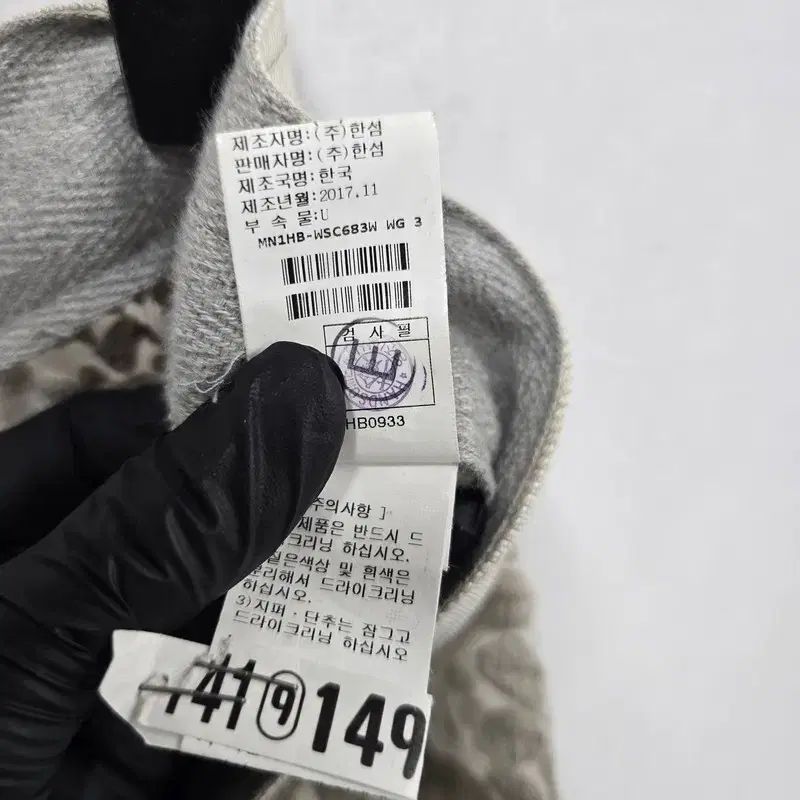 제조자명:(주)한섬
판매자명:(주)한섬
제조국명:한국
제조년월:2017.11
부 속 물:U
MN1HB-WSC683W WG 3
검 사 필
E
HB0933
주의사항 ]
제품은 반드시 드
크리닝 하십시오.
짙은색상 및 흰색은
분리해서 드라이크리닝
하십시오.
3)지퍼·단추는 잠그고
드라이크리닝 하십시오
141 9 149